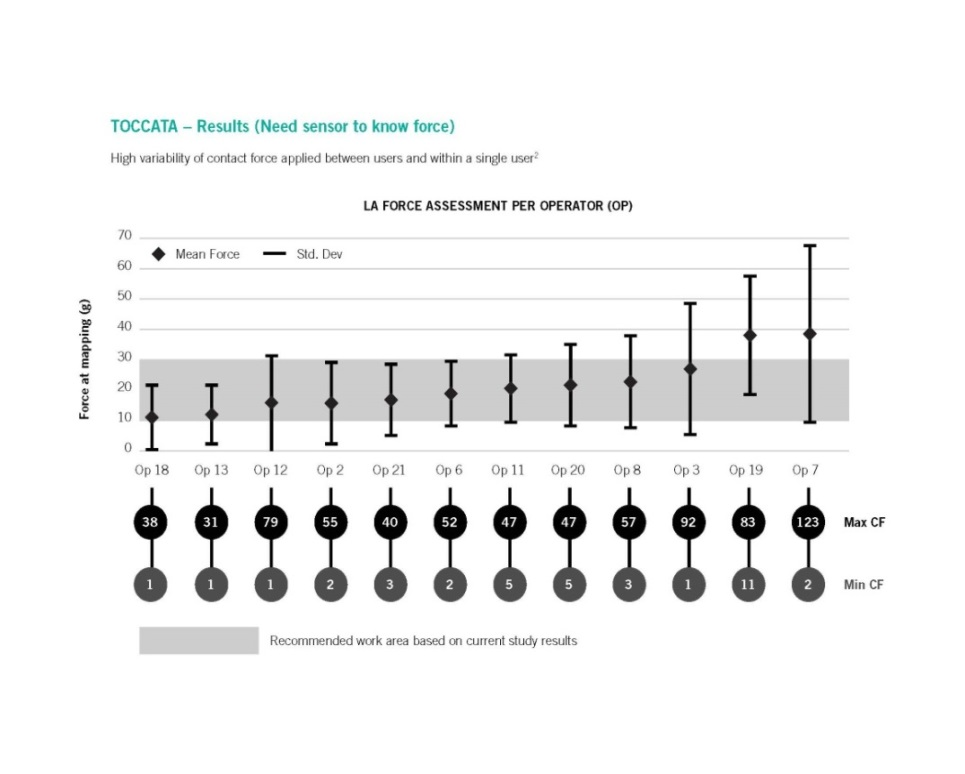 TOCCATA – Results (Need sensor to know force)
High variability of contact force applied between users and within a single user²
LA FORCE ASSESSMENT PER OPERATOR (OP)
Force at mapping (g)
70
60
50
40
30
20
10
0
Mean Force Std. Dev
Op 18 Op 13 Op 12 Op 2 Op 21 Op 6 Op 11 Op 20 Op 8 Op 3 Op 19 Op 7
38 31 79 55 40 52 47 47 57 92 83 123 Max CF
1 1 1 2 3 2 5 5 3 1 11 2 Min CF
Recommended work area based on current study results